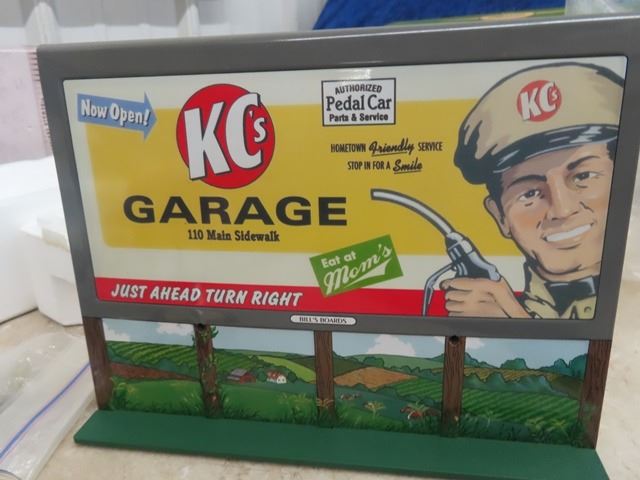 Now Open!
KC's
AUTHORIZED
Pedal Car
Parts & Service
KC's
HOMETOWN Friendly SERVICE
STOP IN FOR A Smile
GARAGE
110 Main Sidewalk
Eat at
Mom's
JUST AHEAD TURN RIGHT
BILL'S BOARDS